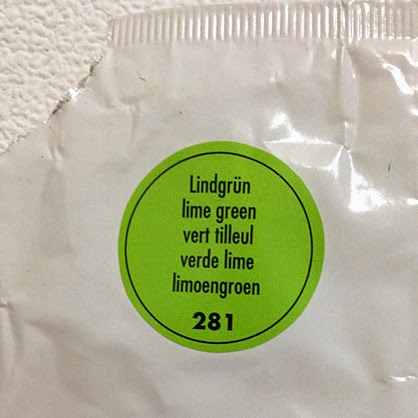 Lindgrün
lime green
vert tilleul
verde lime
limoengroen
281